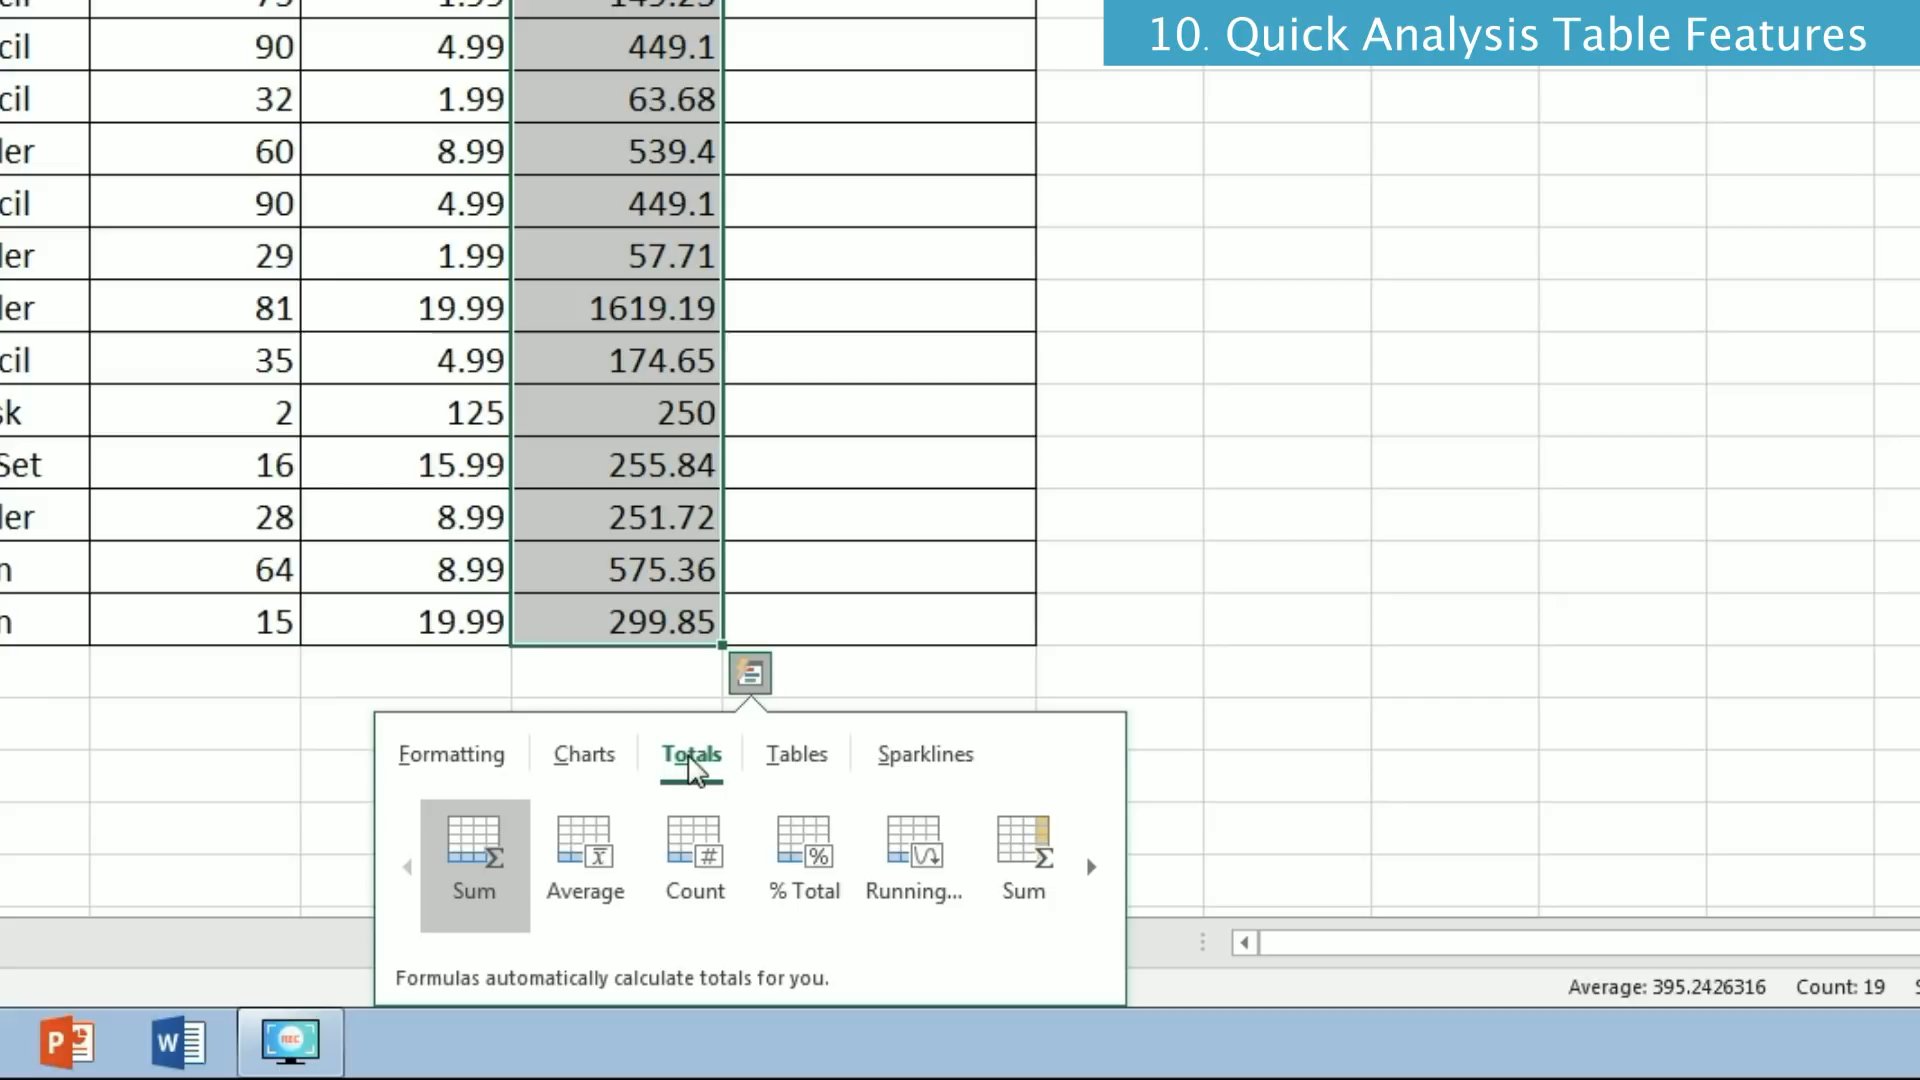 10. Quick Analysis Table Features
cil 90 4.99 449.1
cil 32 1.99 63.68
ler 60 8.99 539.4
cil 90 4.99 449.1
ler 29 1.99 57.71
ler 81 19.99 1619.19
cil 35 4.99 174.65
sk 2 125 250
Set 16 15.99 255.84
ler 28 8.99 251.72
n 64 8.99 575.36
n 15 19.99 299.85
Formatting Charts Totals Tables Sparklines
Sum Average Count % Total Running... Sum
Formulas automatically calculate totals for you.
Average: 395.2426316 Count: 19
P W REC